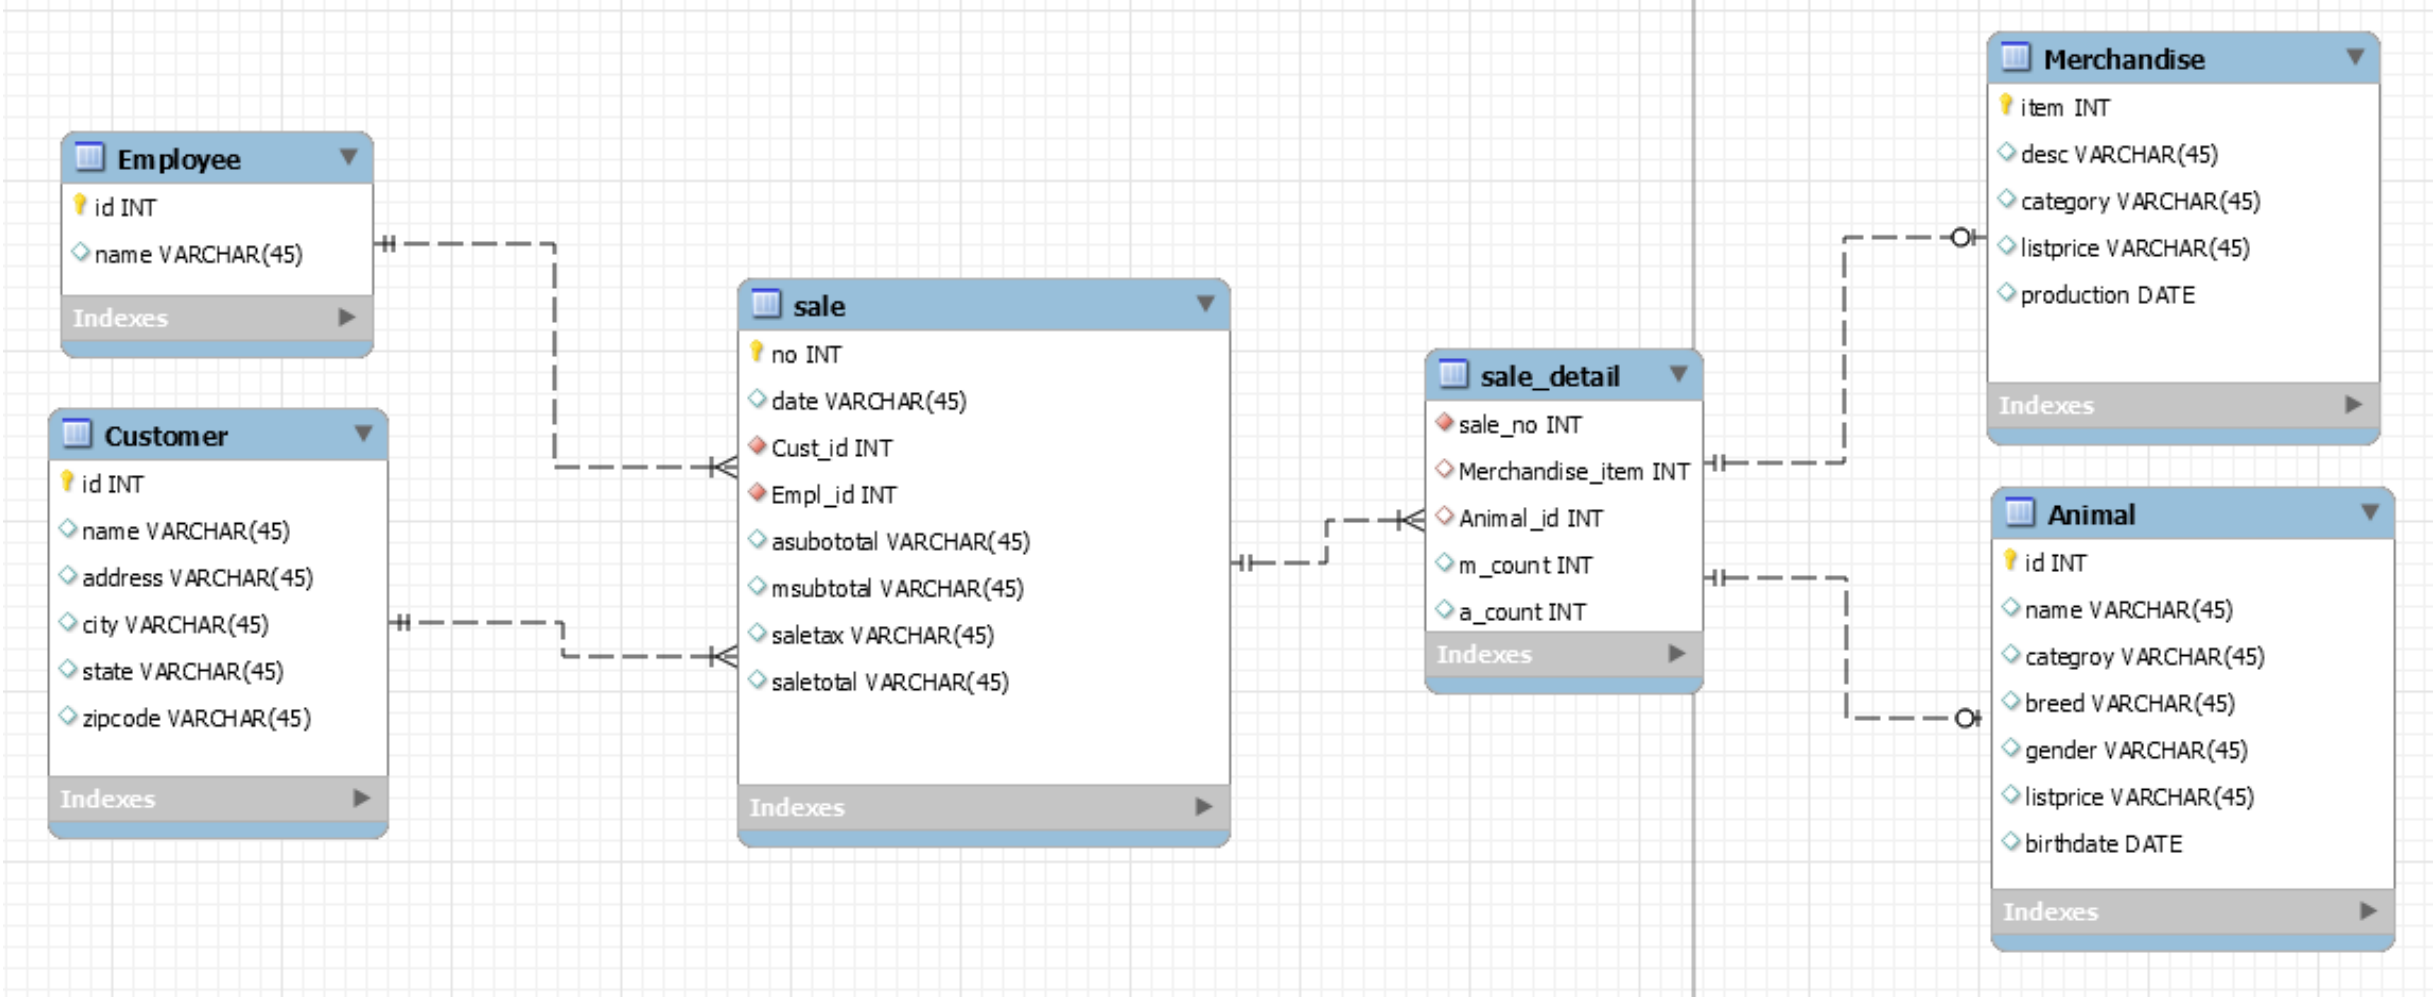 Employee
id INT
name VARCHAR(45)
Indexes
Customer
id INT
name VARCHAR(45)
address VARCHAR(45)
city VARCHAR(45)
state VARCHAR(45)
zipcode VARCHAR(45)
Indexes
sale
no INT
date VARCHAR(45)
Cust_id INT
Empl_id INT
asubototal VARCHAR(45)
msubtotal VARCHAR(45)
saletax VARCHAR(45)
saletotal VARCHAR(45)
Indexes
sale_detail
sale_no INT
Merchandise_item INT
Animal_id INT
m_count INT
a_count INT
Indexes
Merchandise
item INT
desc VARCHAR(45)
category VARCHAR(45)
listprice VARCHAR(45)
production DATE
Indexes
Animal
id INT
name VARCHAR(45)
categroy VARCHAR(45)
breed VARCHAR(45)
gender VARCHAR(45)
listprice VARCHAR(45)
birthdate DATE
Indexes